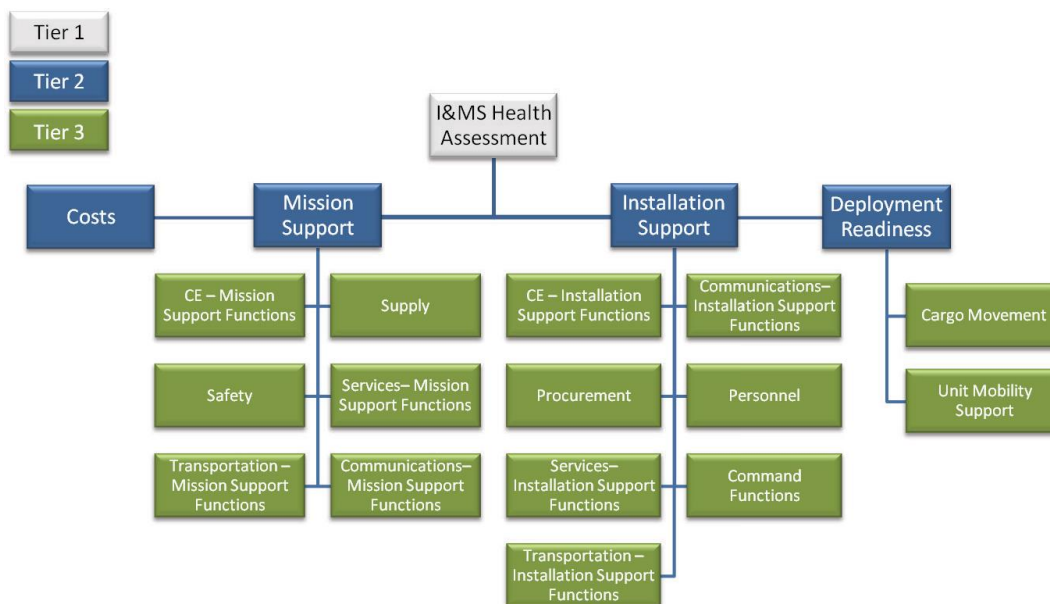 Tier 1
Tier 2
Tier 3
I&MS Health
Assessment
Costs
Mission
Support
Installation
Support
Deployment
Readiness
CE – Mission
Support Functions
Supply
Safety
Services– Mission
Support Functions
Transportation –
Mission Support
Functions
Communications–
Mission Support
Functions
CE – Installation
Support Functions
Communications–
Installation Support
Functions
Procurement
Personnel
Services–
Installation Support
Functions
Command
Functions
Transportation –
Installation Support
Functions
Cargo Movement
Unit Mobility
Support